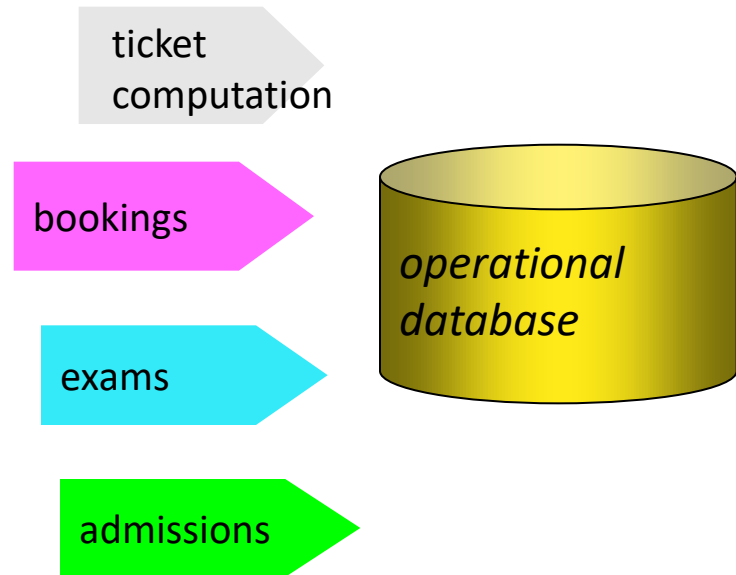 ticket
computation
bookings
operational
database
exams
admissions